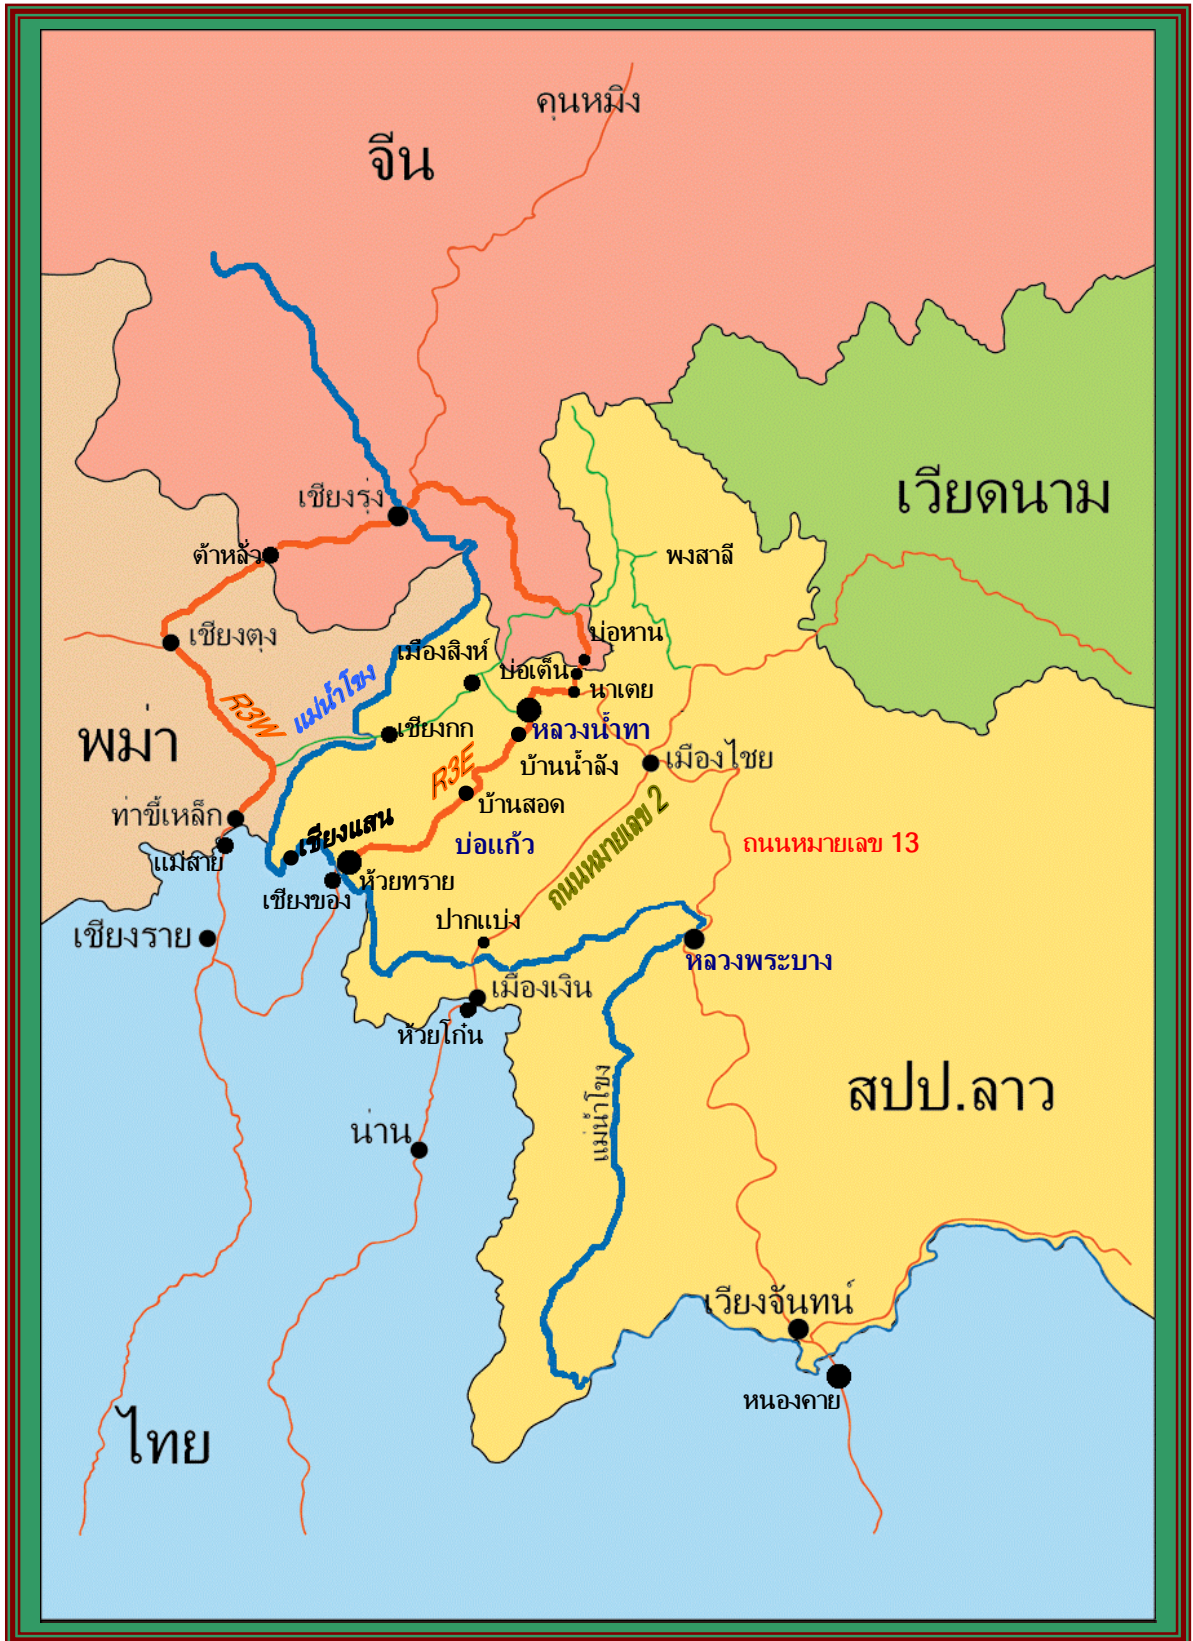 คุนหมิง
จีน
เวียดนาม
เชียงรุ่ง
ต้าหลั่ว
พงสาลี
เชียงตุง
บ่อหาน
เมืองสิงห์
บ่อเต็น
นาเตย
R3W
แม่น้ำโขง
พม่า
เชียงกก
หลวงน้ำทา
บ้านน้ำลัง
เมืองไชย
R3E
บ้านสอด
ท่าขี้เหล็ก
เชียงแสน
บ่อแก้ว
ถนนหมายเลข 2
ถนนหมายเลข 13
แม่สาย
ห้วยทราย
เชียงของ
ปากแบ่ง
เชียงราย
หลวงพระบาง
เมืองเงิน
ห้วยโก๋น
แม่น้ำโขง
สปป.ลาว
น่าน
เวียงจันทน์
หนองคาย
ไทย